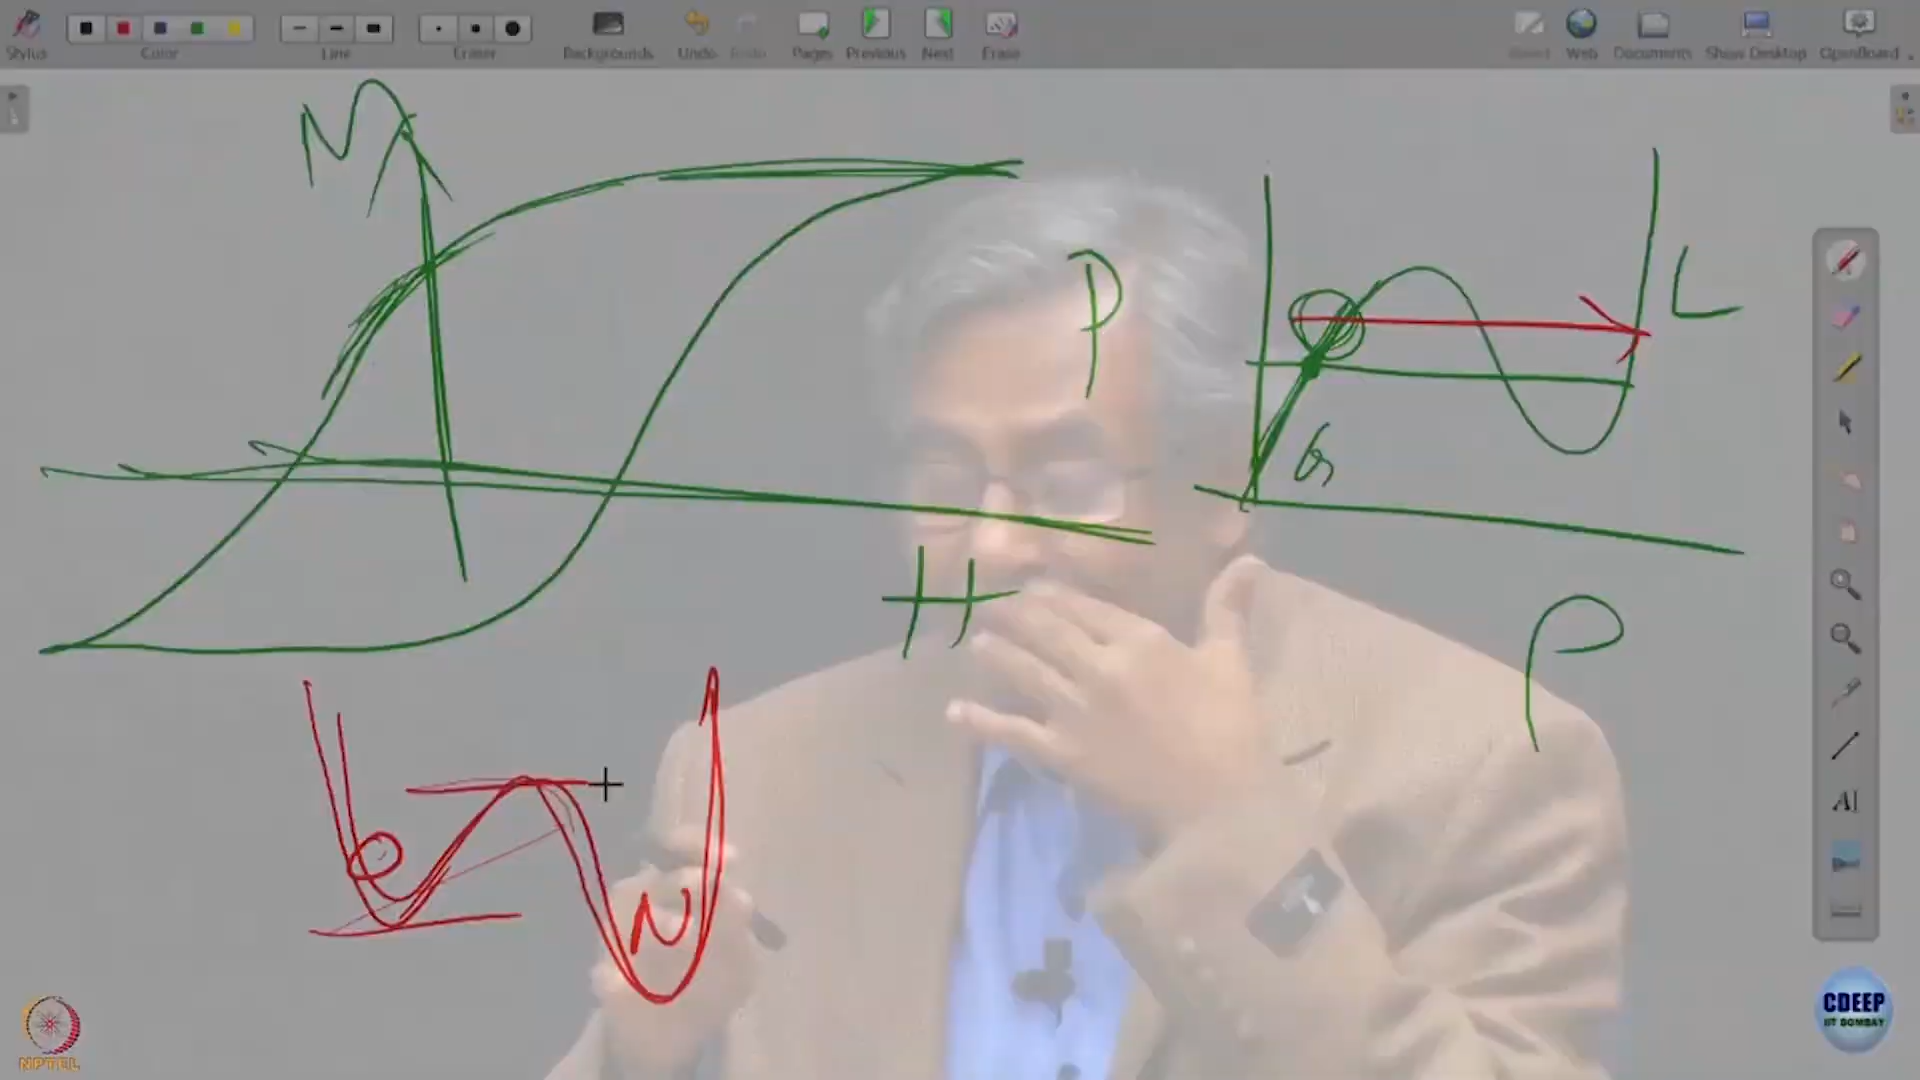 Stylus
Color
Line
Eraser
Backgrounds
Undo
Redo
Pages
Previous
Next
Erase
Board
Web
Documents
Show Desktop
OpenBoard
M
P
L
G
H
P
N
A
NPTEL
CDEEP
IIT BOMBAY